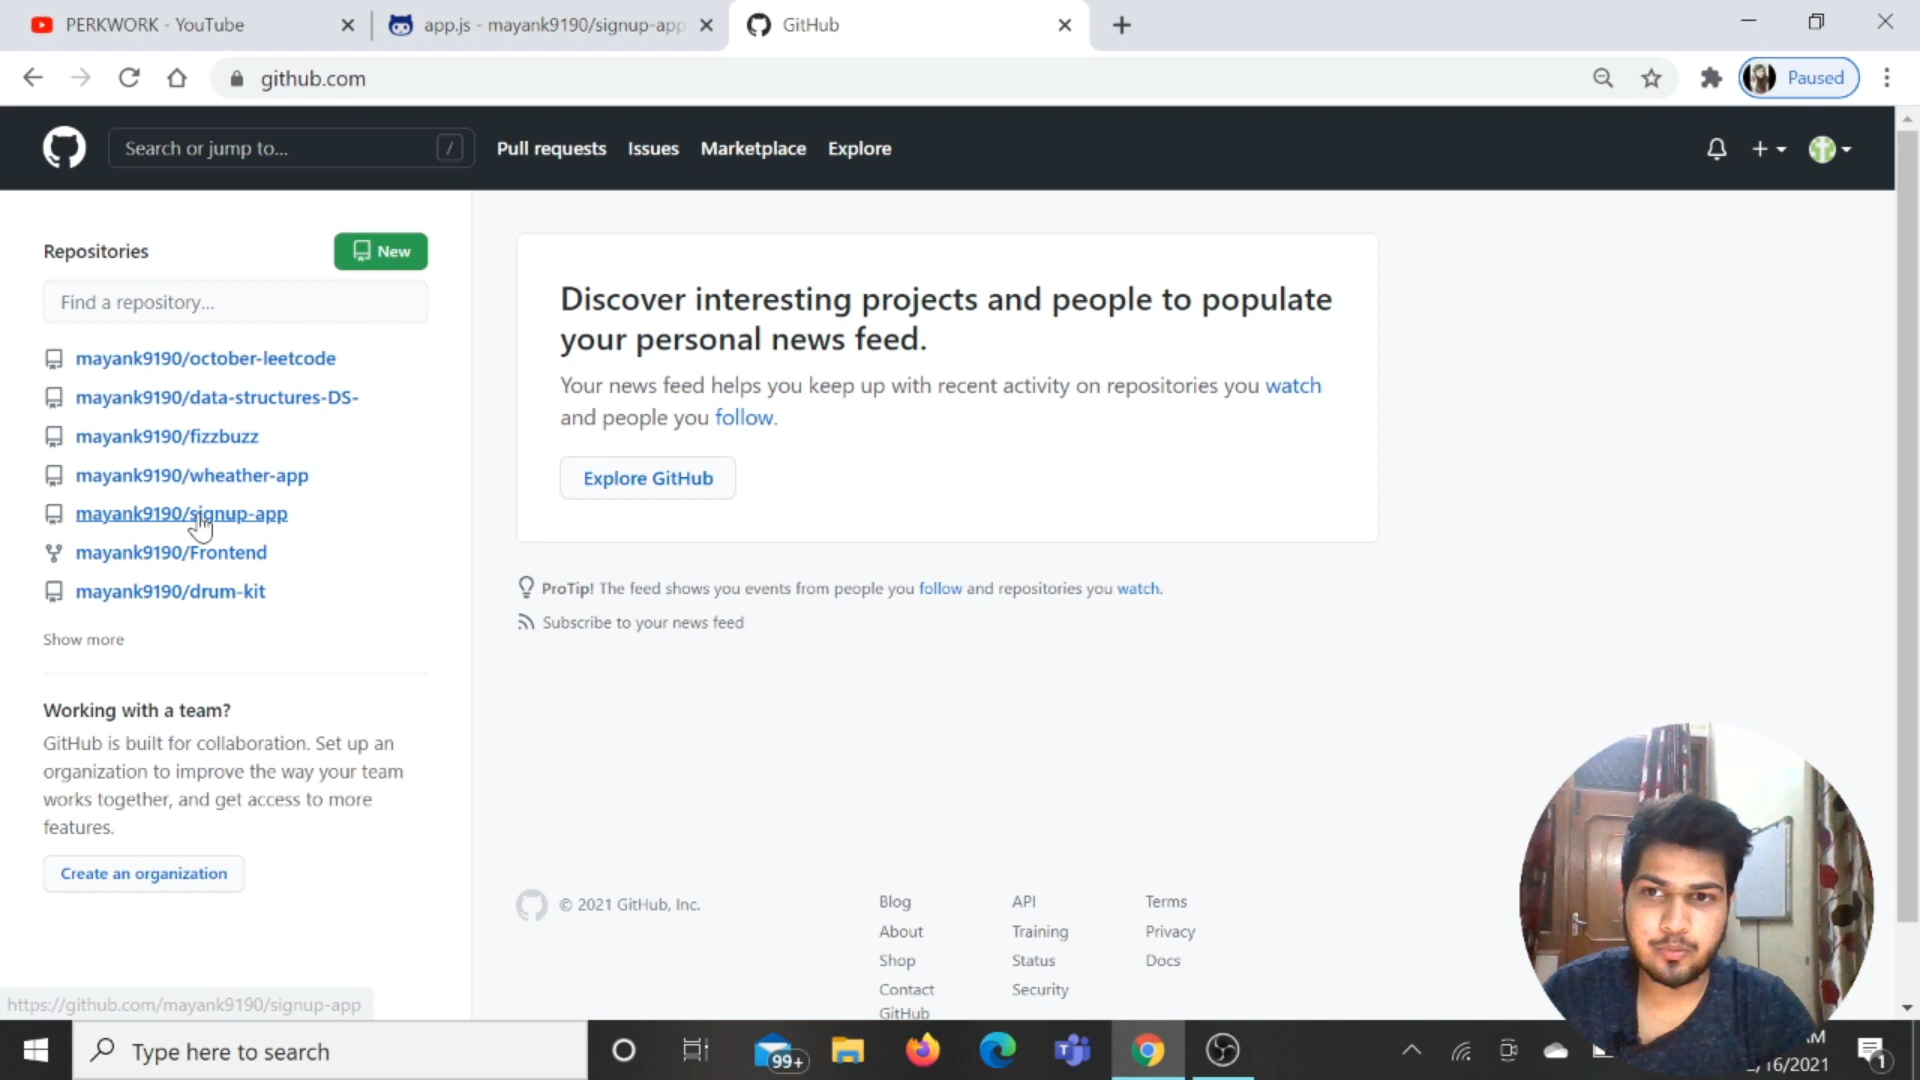 PERKWORK - YouTube
app.js - mayank9190/signup-app
GitHub
github.com
Paused
Search or jump to...
/
Pull requests
Issues
Marketplace
Explore
Repositories
New
Find a repository...
mayank9190/october-leetcode
mayank9190/data-structures-DS-
mayank9190/fizzbuzz
mayank9190/wheather-app
mayank9190/signup-app
mayank9190/Frontend
mayank9190/drum-kit
Show more
Working with a team?
GitHub is built for collaboration. Set up an
organization to improve the way your team
works together, and get access to more
features.
Create an organization
Discover interesting projects and people to populate
your personal news feed.
Your news feed helps you keep up with recent activity on repositories you watch
and people you follow.
Explore GitHub
ProTip! The feed shows you events from people you follow and repositories you watch.
Subscribe to your news feed
© 2021 GitHub, Inc.
Blog
About
Shop
Contact
GitHub
API
Training
Status
Security
Terms
Privacy
Docs
https://github.com/mayank9190/signup-app
Type here to search
99+
/16/2021
1